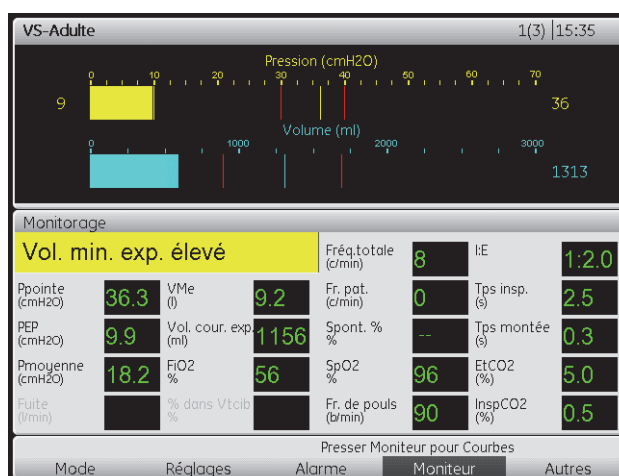 VS-Adulte 1(3) 15:35
Pression (cmH2O)
0 10 20 30 40 50 60 70
9 36
Volume (ml)
0 1000 2000 3000
1313
Monitorage
Vol. min. exp. élevé
Fréq.totale (c/min) 8
I:E 1:2.0
Ppointe (cmH2O) 36.3
VMe (l) 9.2
Fr. pat. (c/min) 0
Tps insp. (s) 2.5
PEP (cmH2O) 9.9
Vol. cour. exp. (ml) 1156
Spont. % % --
Tps montée (s) 0.3
Pmoyenne (cmH2O) 18.2
FiO2 % 56
SpO2 % 96
EtCO2 (%) 5.0
Fuite (l/min)
% dans Vtcib %
Fr. de pouls (b/min) 90
InspCO2 (%) 0.5
Presser Moniteur pour Courbes
Mode Réglages Alarme Moniteur Autres